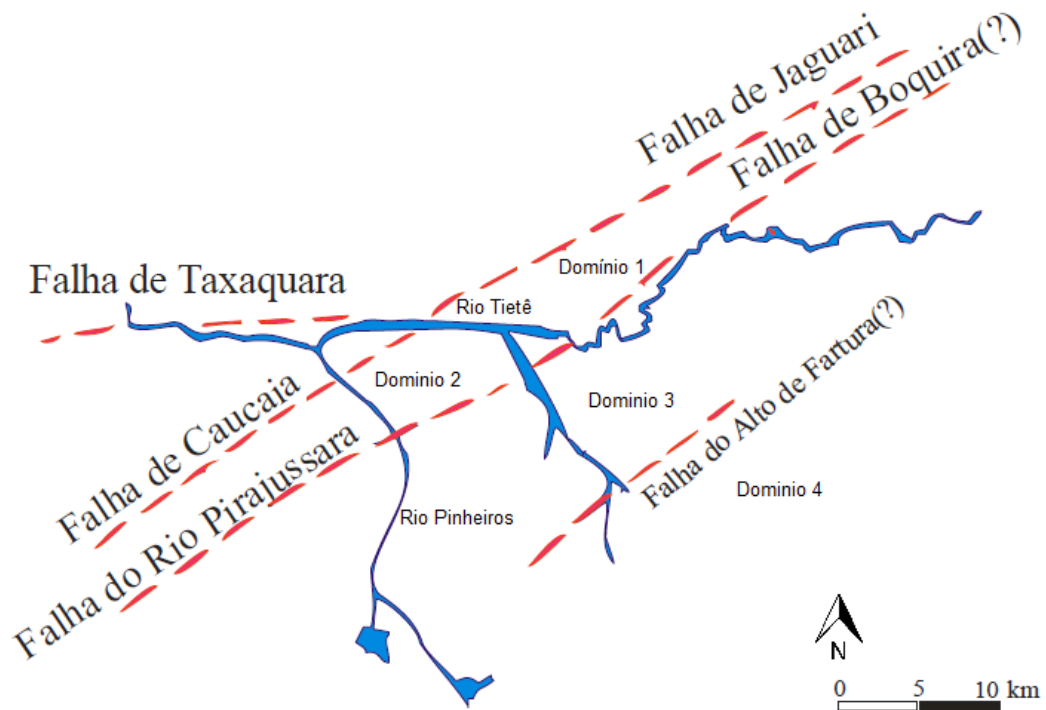 Falha de Jaguari
Falha de Boquira(?)
Domínio 1
Falha de Taxaquara
Rio Tietê
Dominio 2
Dominio 3
Falha de Caucaia
Falha do Alto de Fartura(?)
Falha do Rio Pirajussara
Dominio 4
Rio Pinheiros
N
0 5 10 km